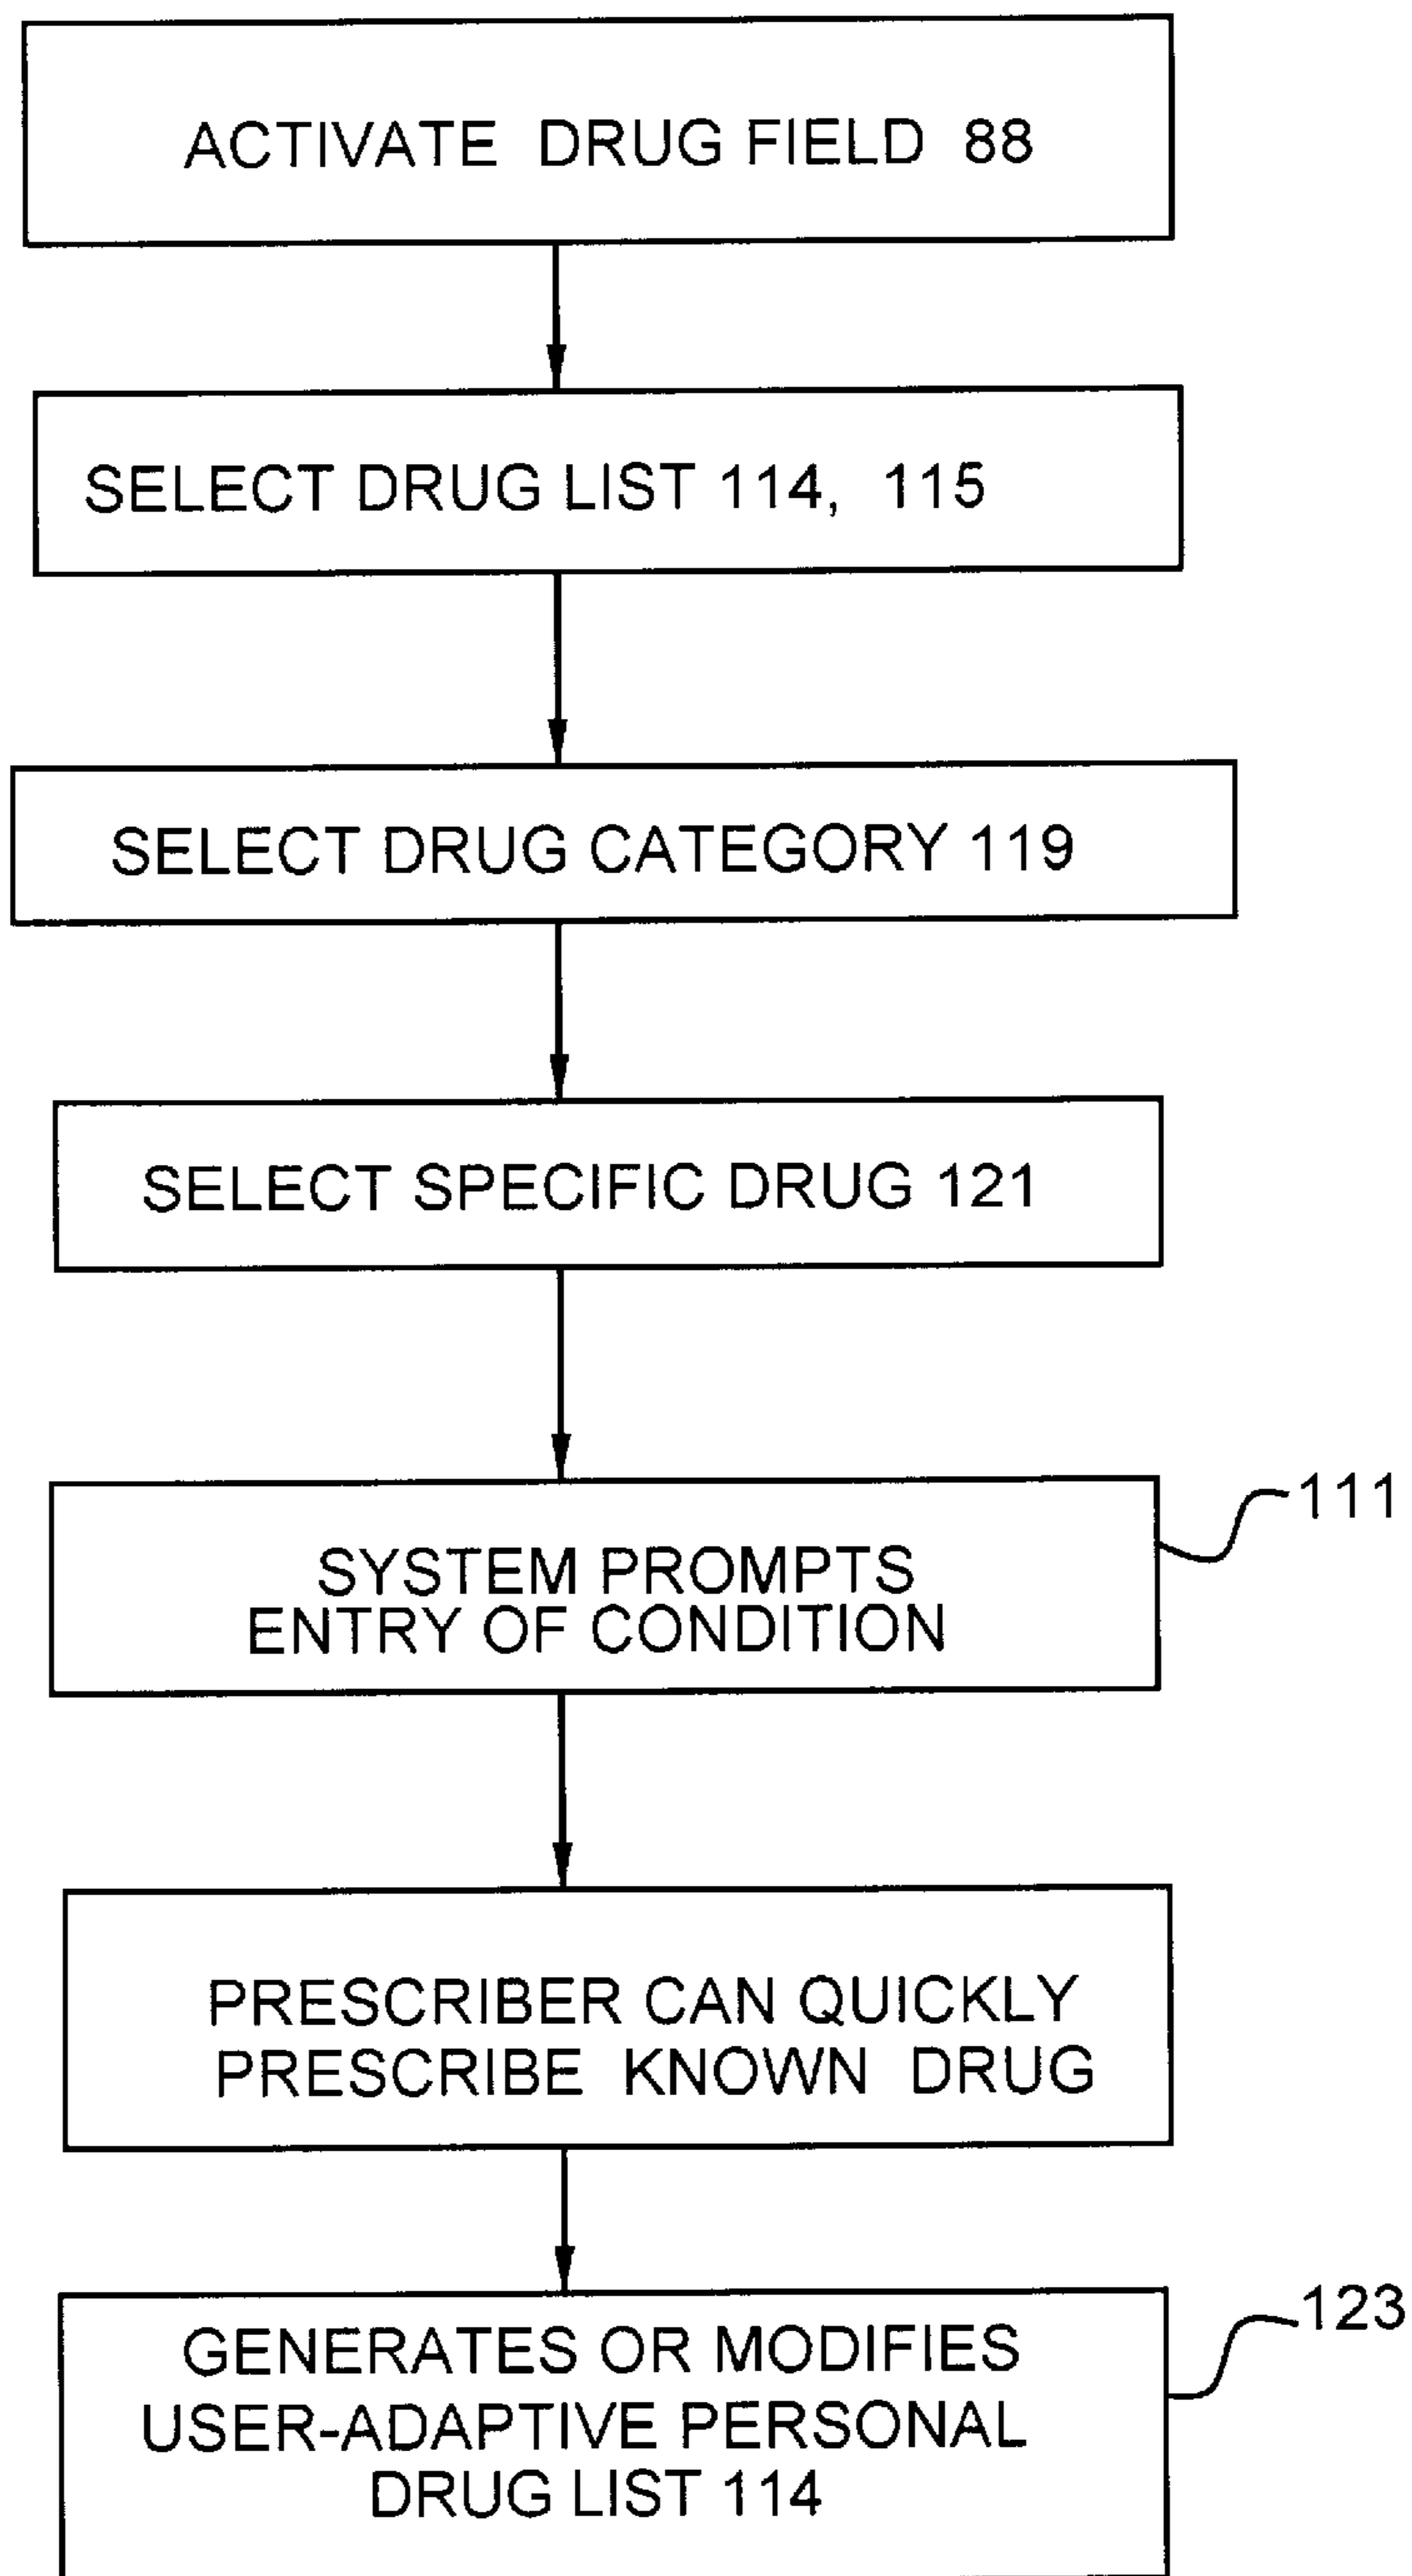 ACTIVATE DRUG FIELD 88
SELECT DRUG LIST 114, 115
SELECT DRUG CATEGORY 119
SELECT SPECIFIC DRUG 121
111
SYSTEM PROMPTS
ENTRY OF CONDITION
PRESCRIBER CAN QUICKLY
PRESCRIBE KNOWN DRUG
123
GENERATES OR MODIFIES
USER-ADAPTIVE PERSONAL
DRUG LIST 114